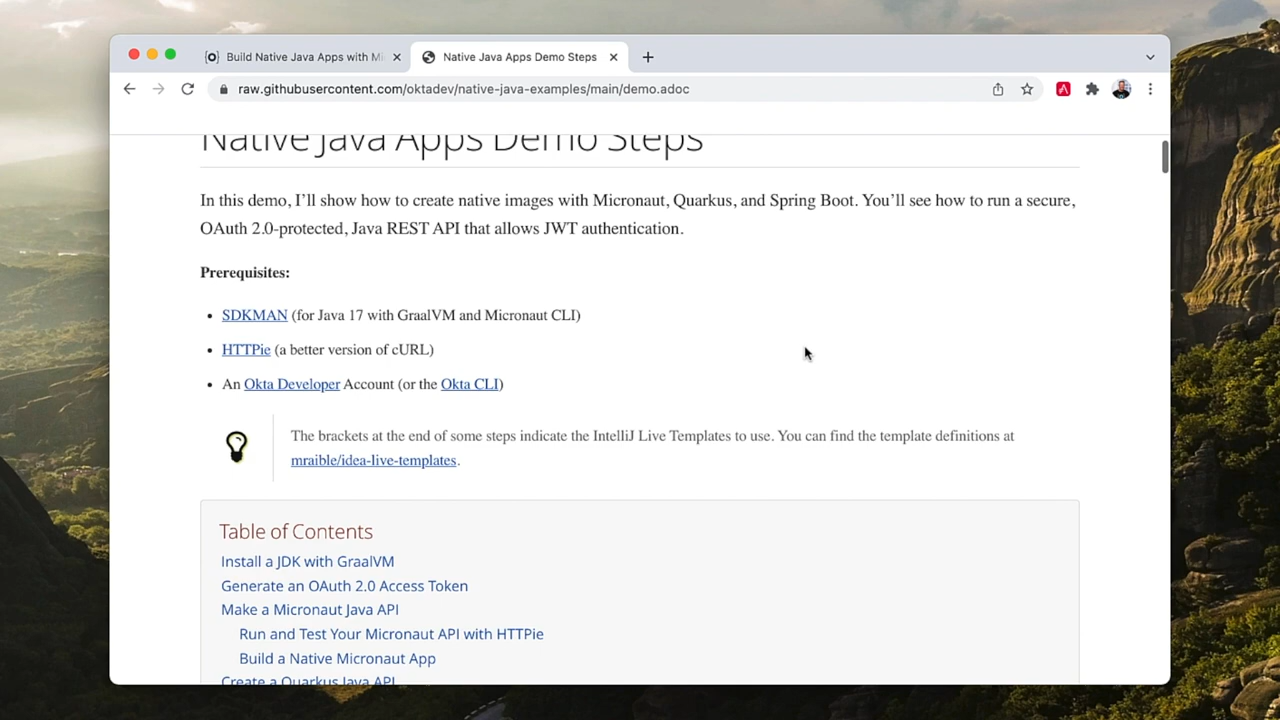 Build Native Java Apps with Mi
Native Java Apps Demo Steps
raw.githubusercontent.com/oktadev/native-java-examples/main/demo.adoc
Native Java Apps Demo Steps
In this demo, I'll show how to create native images with Micronaut, Quarkus, and Spring Boot. You'll see how to run a secure,
OAuth 2.0-protected, Java REST API that allows JWT authentication.
Prerequisites:
• SDKMAN (for Java 17 with GraalVM and Micronaut CLI)
• HTTPie (a better version of cURL)
• An Okta Developer Account (or the Okta CLI)
The brackets at the end of some steps indicate the IntelliJ Live Templates to use. You can find the template definitions at
mraible/idea-live-templates.
Table of Contents
Install a JDK with GraalVM
Generate an OAuth 2.0 Access Token
Make a Micronaut Java API
Run and Test Your Micronaut API with HTTPie
Build a Native Micronaut App
Create a Quarkus Java API